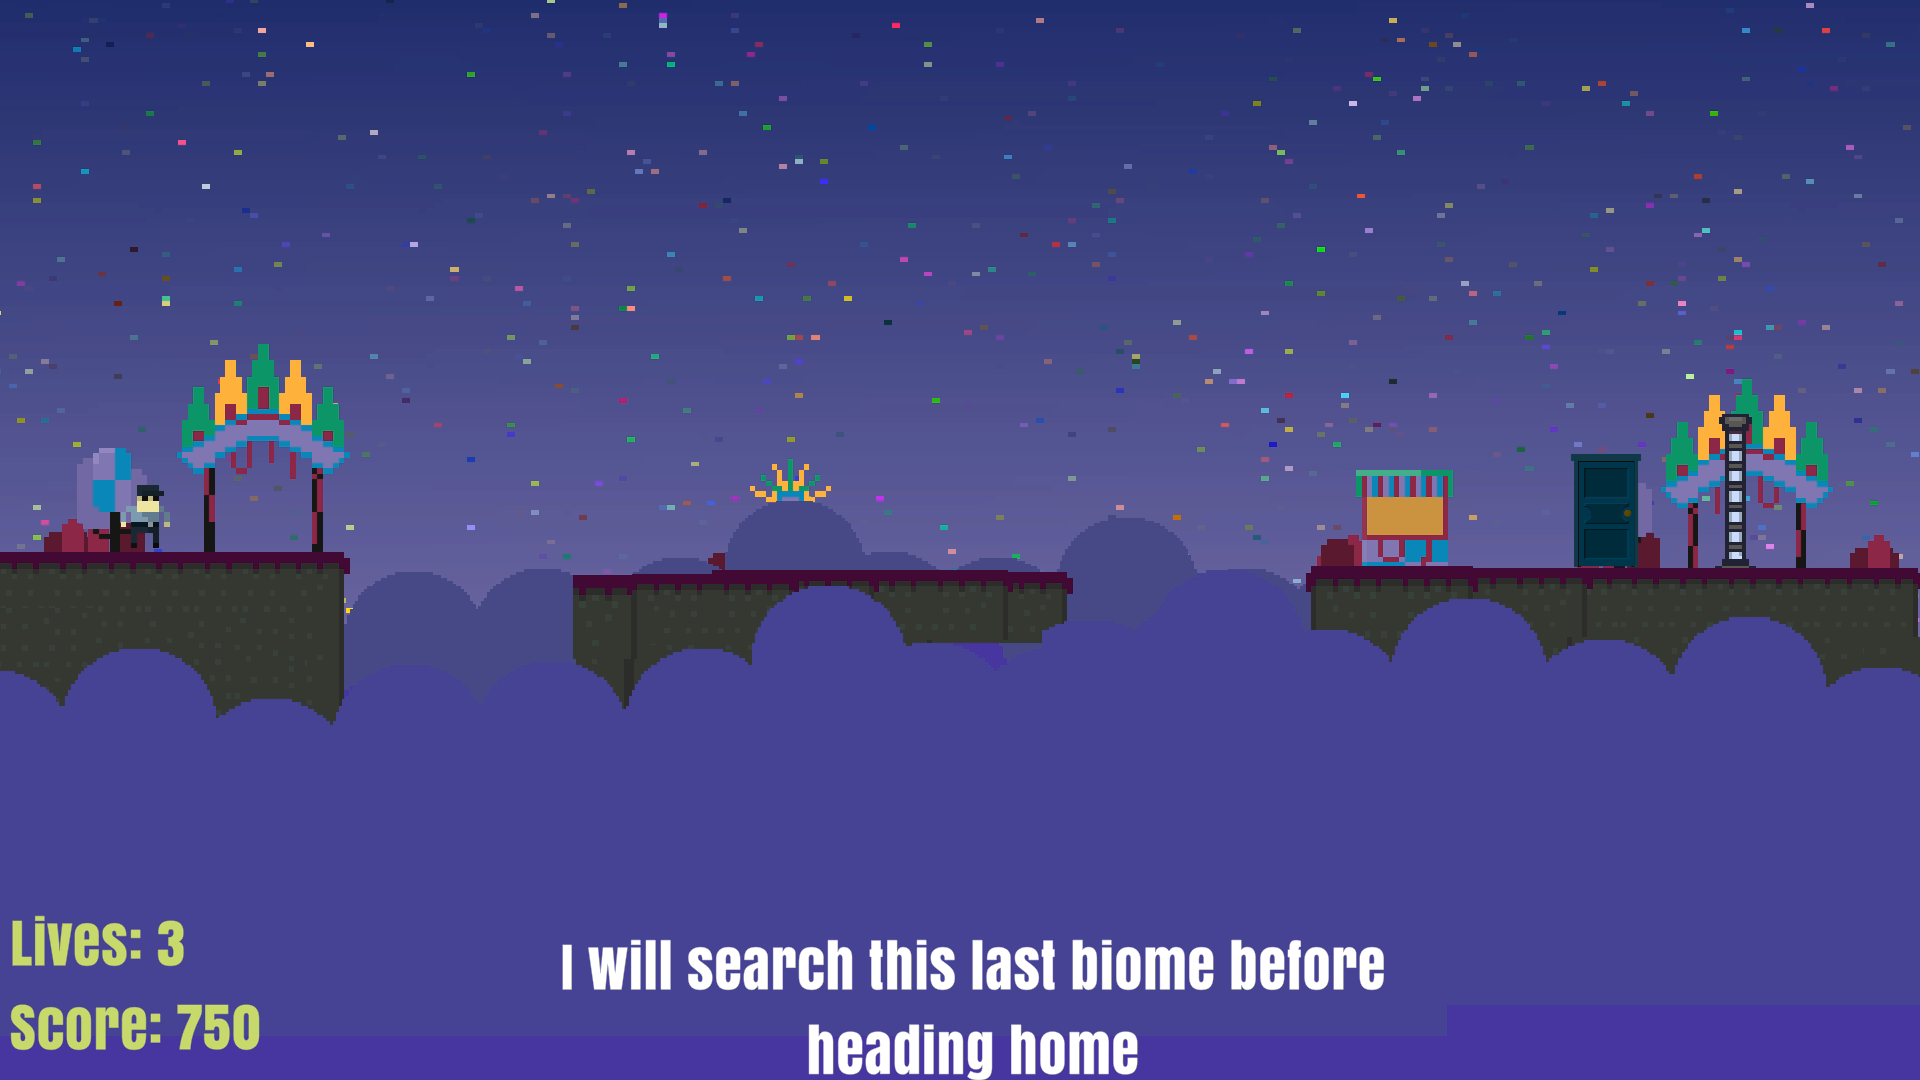 Lives: 3
Score: 750
I will search this last biome before
heading home